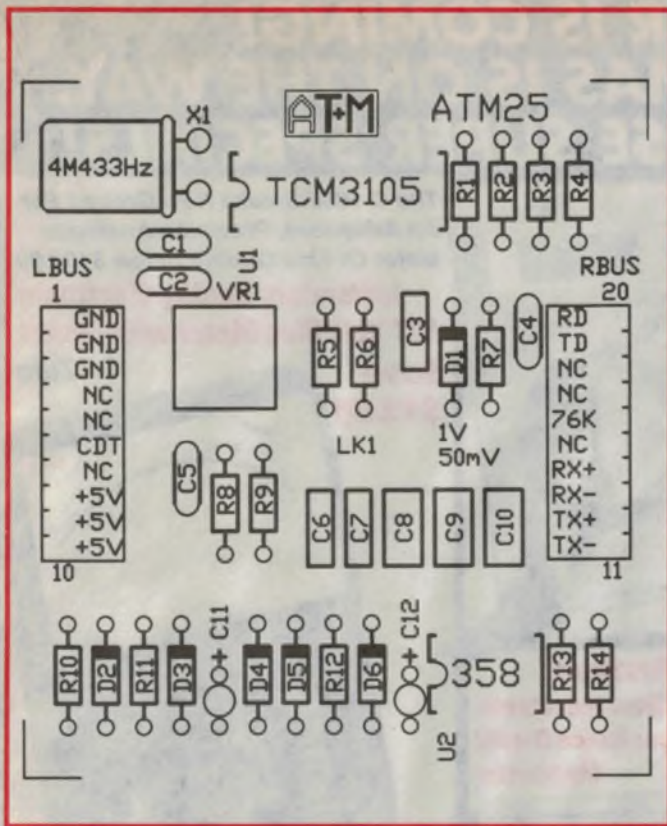 X1
AT+M
ATM25
4M433Hz
TCM3105
R1
R2
R3
R4
C1
C2
U1
LBUS
1
VR1
RBUS
20
GND
GND
GND
NC
NC
CDT
NC
+5V
+5V
+5V
10
R5
R6
C3
D1
R7
C4
RD
TD
NC
NC
76K
NC
RX+
RX-
TX+
TX-
11
LK1
1V
50mV
C5
R8
R9
C6
C7
C8
C9
C10
R10
D2
R11
D3
+ C11
D4
D5
R12
D6
+ C12
358
U2
R13
R14